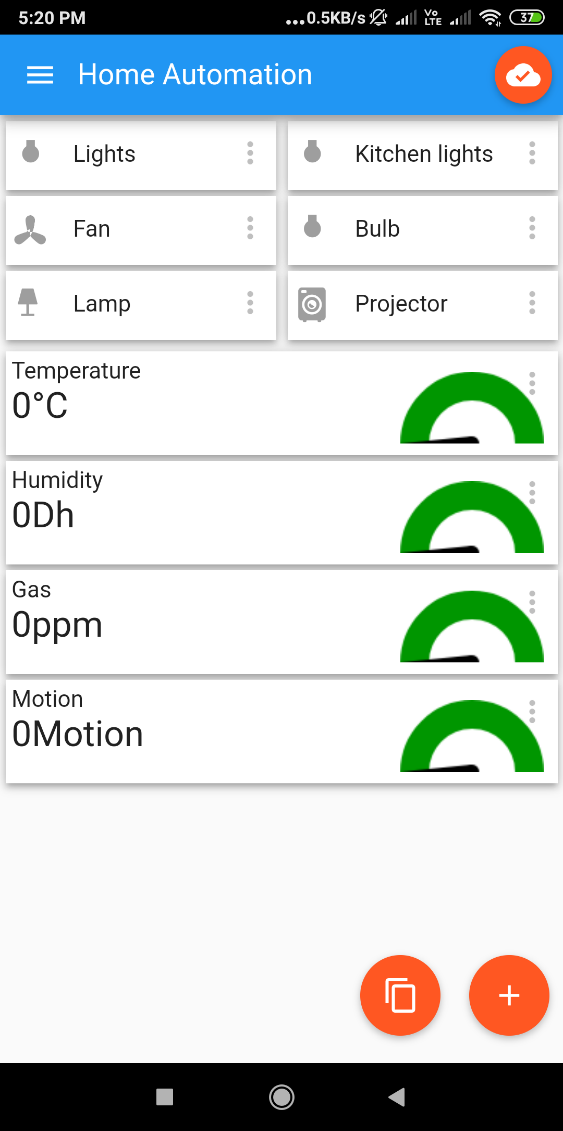 5:20 PM ...0.5KB/s Vo LTE 37
Home Automation
Lights
Kitchen lights
Fan
Bulb
Lamp
Projector
Temperature
0°C
Humidity
0Dh
Gas
0ppm
Motion
0Motion